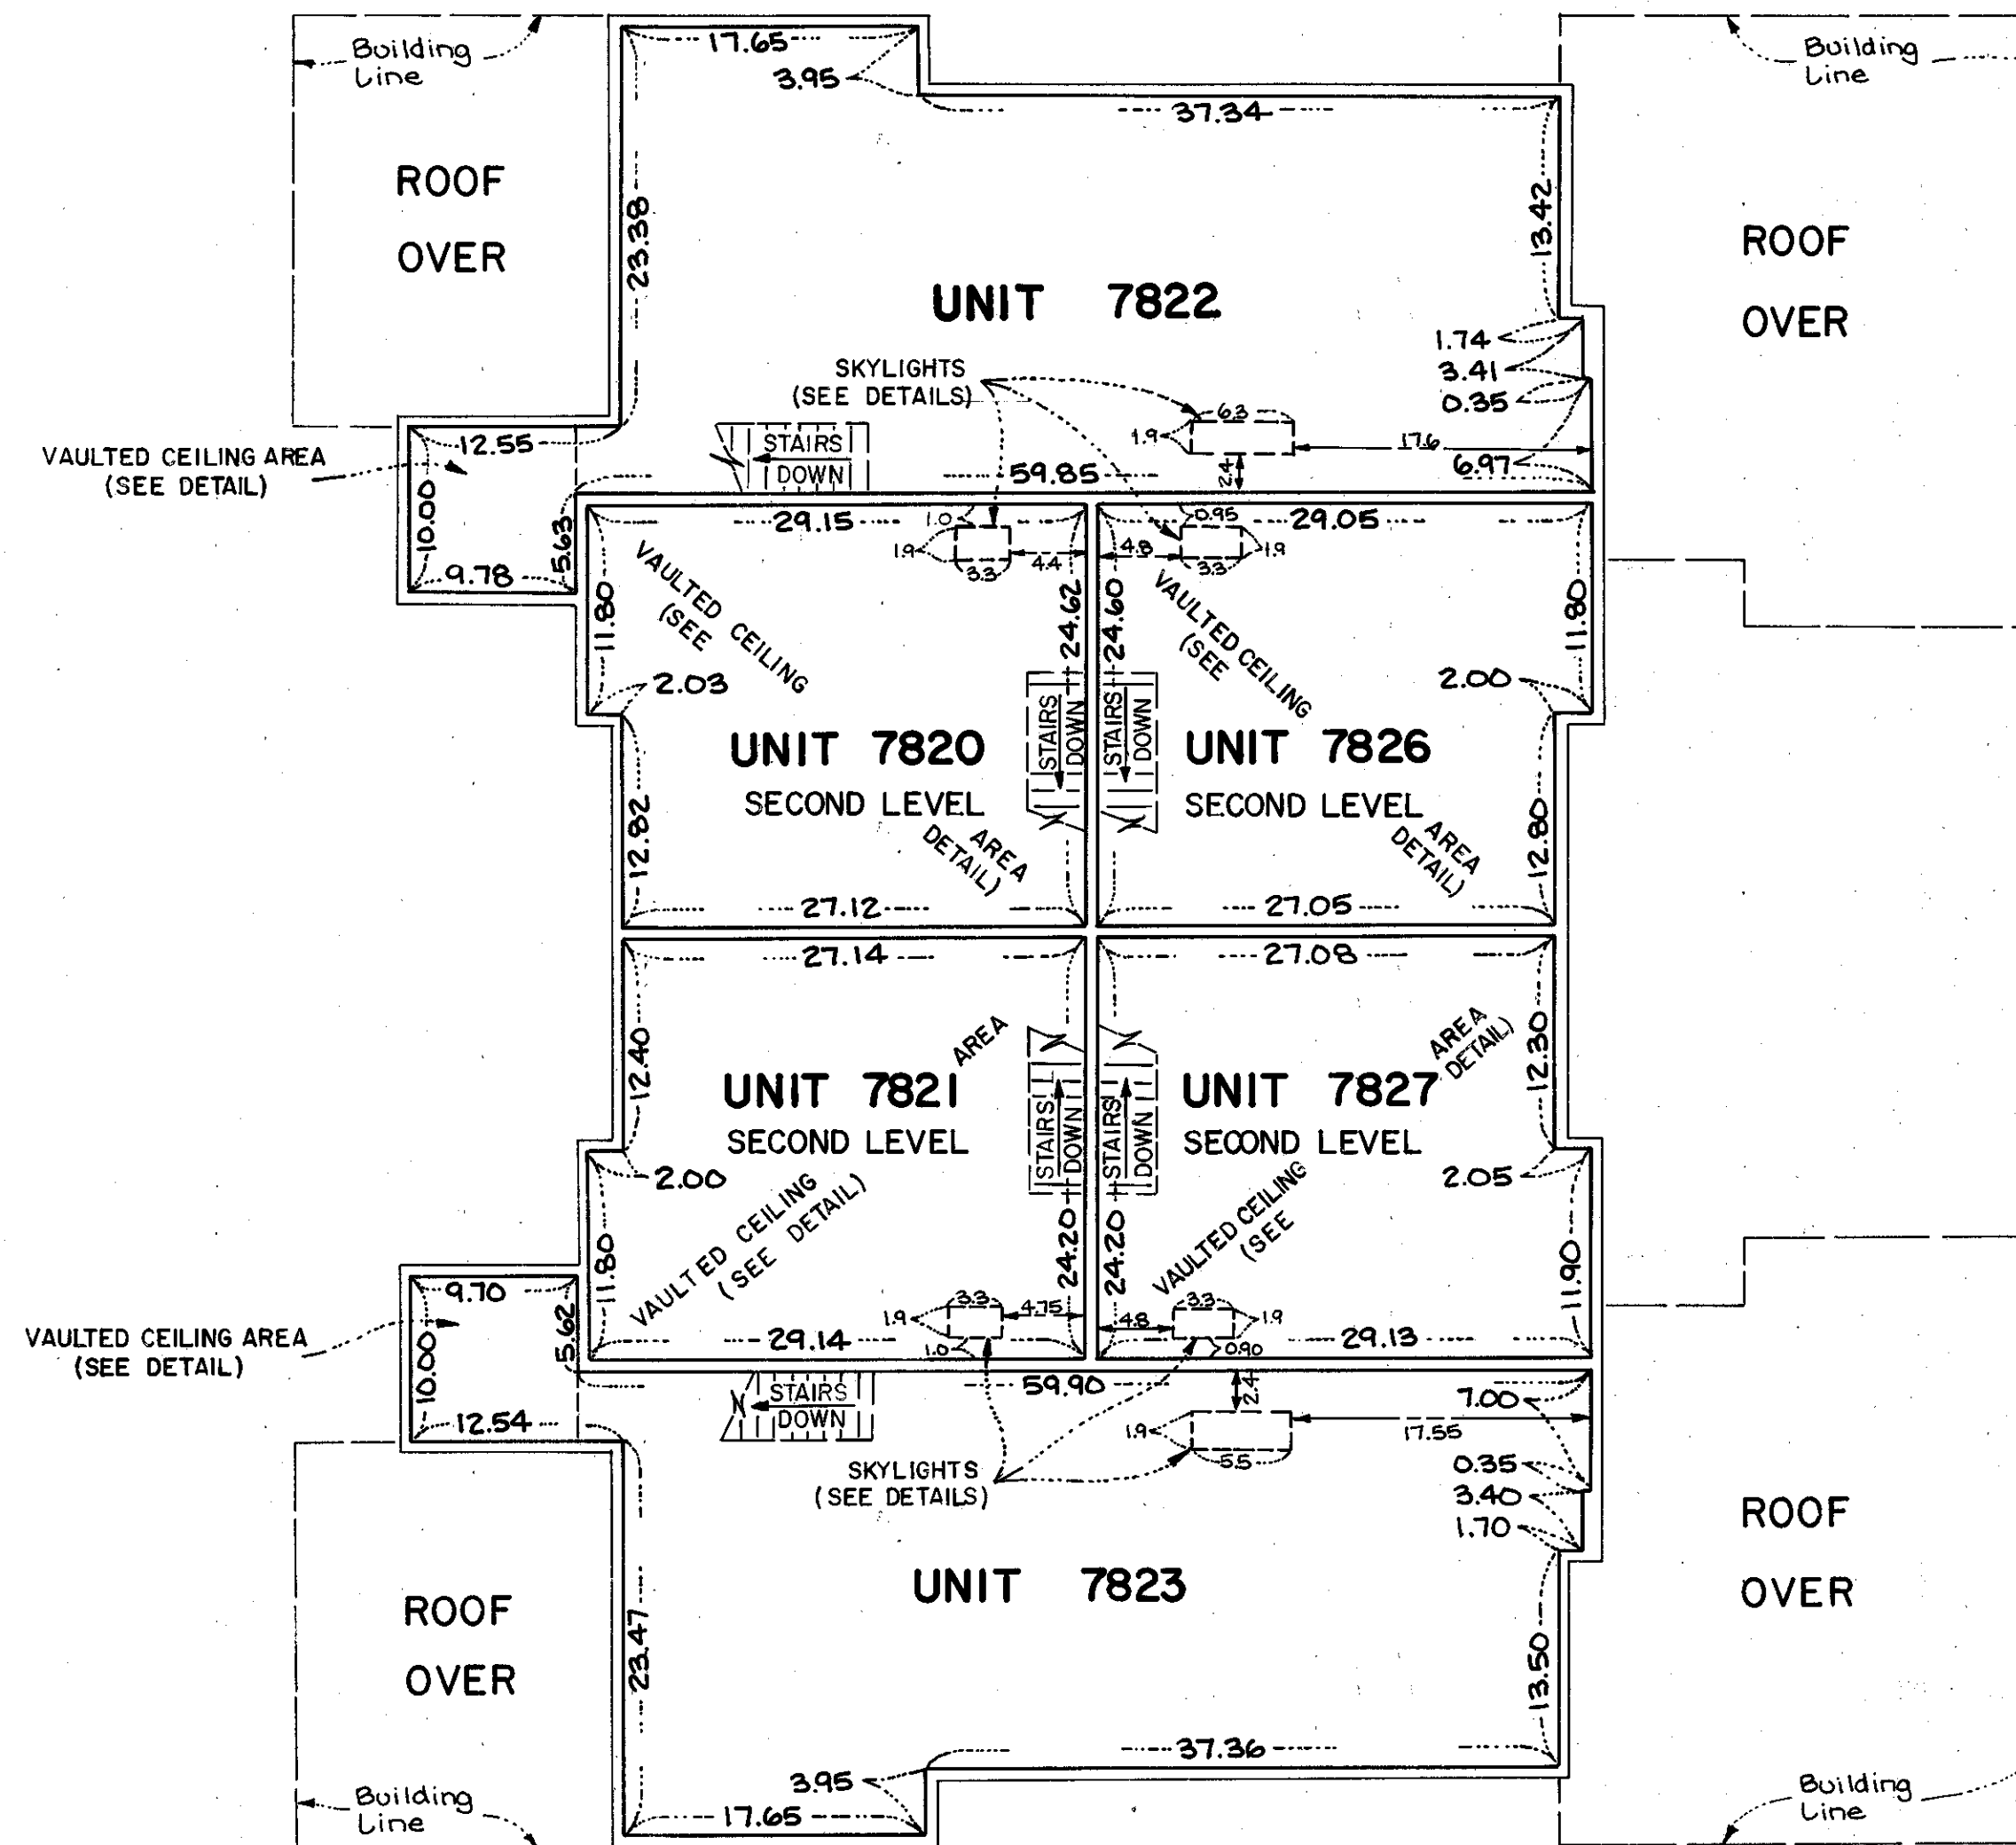 Building
Line
17.65
3.95
37.34
Building
Line
ROOF
OVER
23.38
13.42
ROOF
OVER
UNIT 7822
1.74
3.41
0.35
SKYLIGHTS
(SEE DETAILS)
6.3
1.9
17.6
2.4
6.97
STAIRS
DOWN
59.85
VAULTED CEILING AREA
(SEE DETAIL)
12.55
10.00
9.78
5.63
29.15
1.0
1.9
3.3
4.4
0.95
29.05
4.8
3.3
1.9
11.80
2.03
VAULTED CEILING
(SEE
24.62
24.60
VAULTED CEILING
(SEE
11.80
2.00
UNIT 7820
SECOND LEVEL
STAIRS
DOWN
STAIRS
DOWN
UNIT 7826
SECOND LEVEL
12.82
AREA
DETAIL)
AREA
DETAIL)
12.80
27.12
27.05
27.14
27.08
12.40
AREA
AREA
DETAIL)
12.30
UNIT 7821
SECOND LEVEL
STAIRS
DOWN
STAIRS
DOWN
UNIT 7827
SECOND LEVEL
2.00
2.05
VAULTED CEILING
(SEE DETAIL)
VAULTED CEILING
(SEE
11.80
24.20
24.20
11.90
3.3
1.9
4.75
1.0
29.14
3.3
4.8
1.9
0.90
29.13
VAULTED CEILING AREA
(SEE DETAIL)
9.70
10.00
5.62
12.54
STAIRS
DOWN
59.90
2.4
1.9
5.5
17.55
7.00
0.35
3.40
1.70
SKYLIGHTS
(SEE DETAILS)
UNIT 7823
ROOF
OVER
23.47
13.50
ROOF
OVER
37.36
3.95
17.65
Building
Line
Building
Line